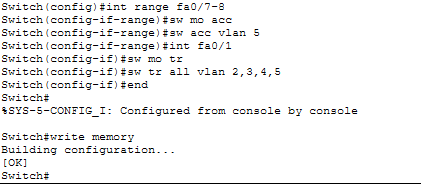 Switch(config)#int range fa0/7-8
Switch(config-if-range)#sw mo acc
Switch(config-if-range)#sw acc vlan 5
Switch(config-if-range)#int fa0/1
Switch(config-if)#sw mo tr
Switch(config-if)#sw tr all vlan 2,3,4,5
Switch(config-if)#end
Switch#
%SYS-5-CONFIG_I: Configured from console by console
Switch#write memory
Building configuration...
[OK]
Switch#